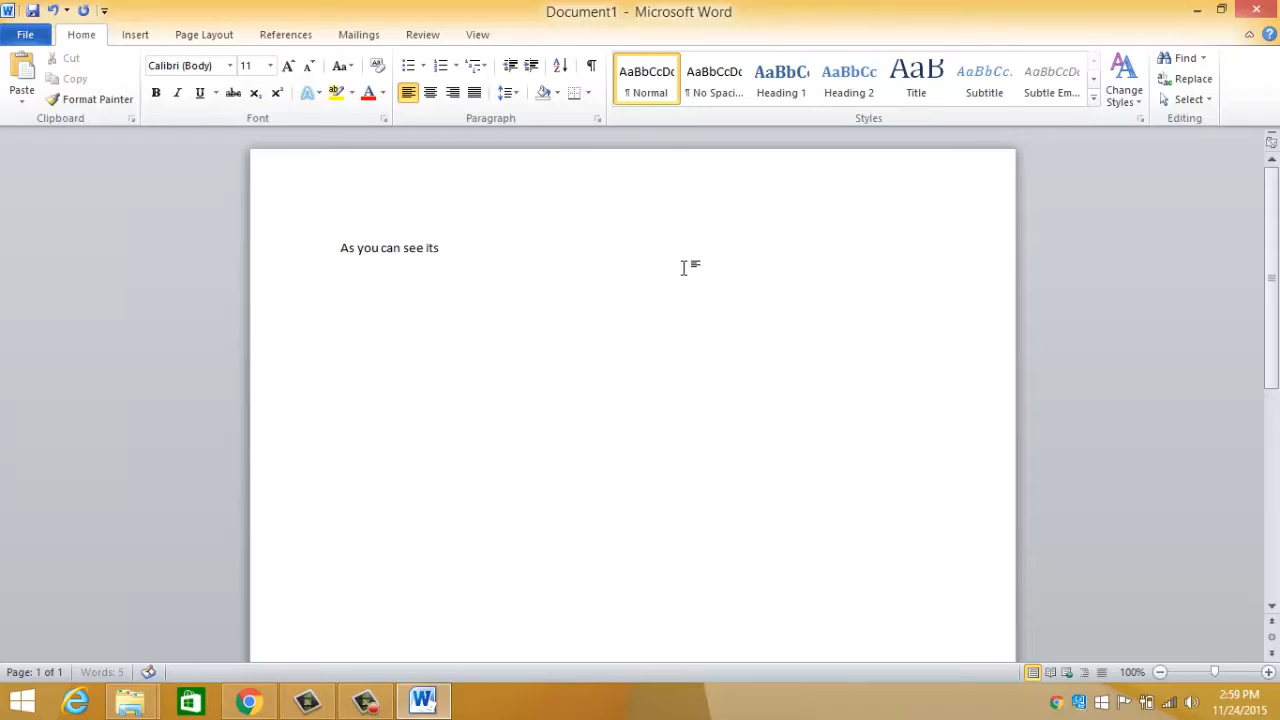 Document1 - Microsoft Word
File Home Insert Page Layout References Mailings Review View
Paste
Cut
Copy
Format Painter
Clipboard
Calibri (Body) 11
Font
Paragraph
AaBbCcDc AaBbCcDc AaBbC AaBbCc AaB AaBbCc. AaBbCcDc
¶ Normal ¶ No Spaci... Heading 1 Heading 2 Title Subtitle Subtle Em...
Change
Styles
Styles
Find
Replace
Select
Editing
As you can see its
Page: 1 of 1 Words: 5 100%
2:59 PM
11/24/2015